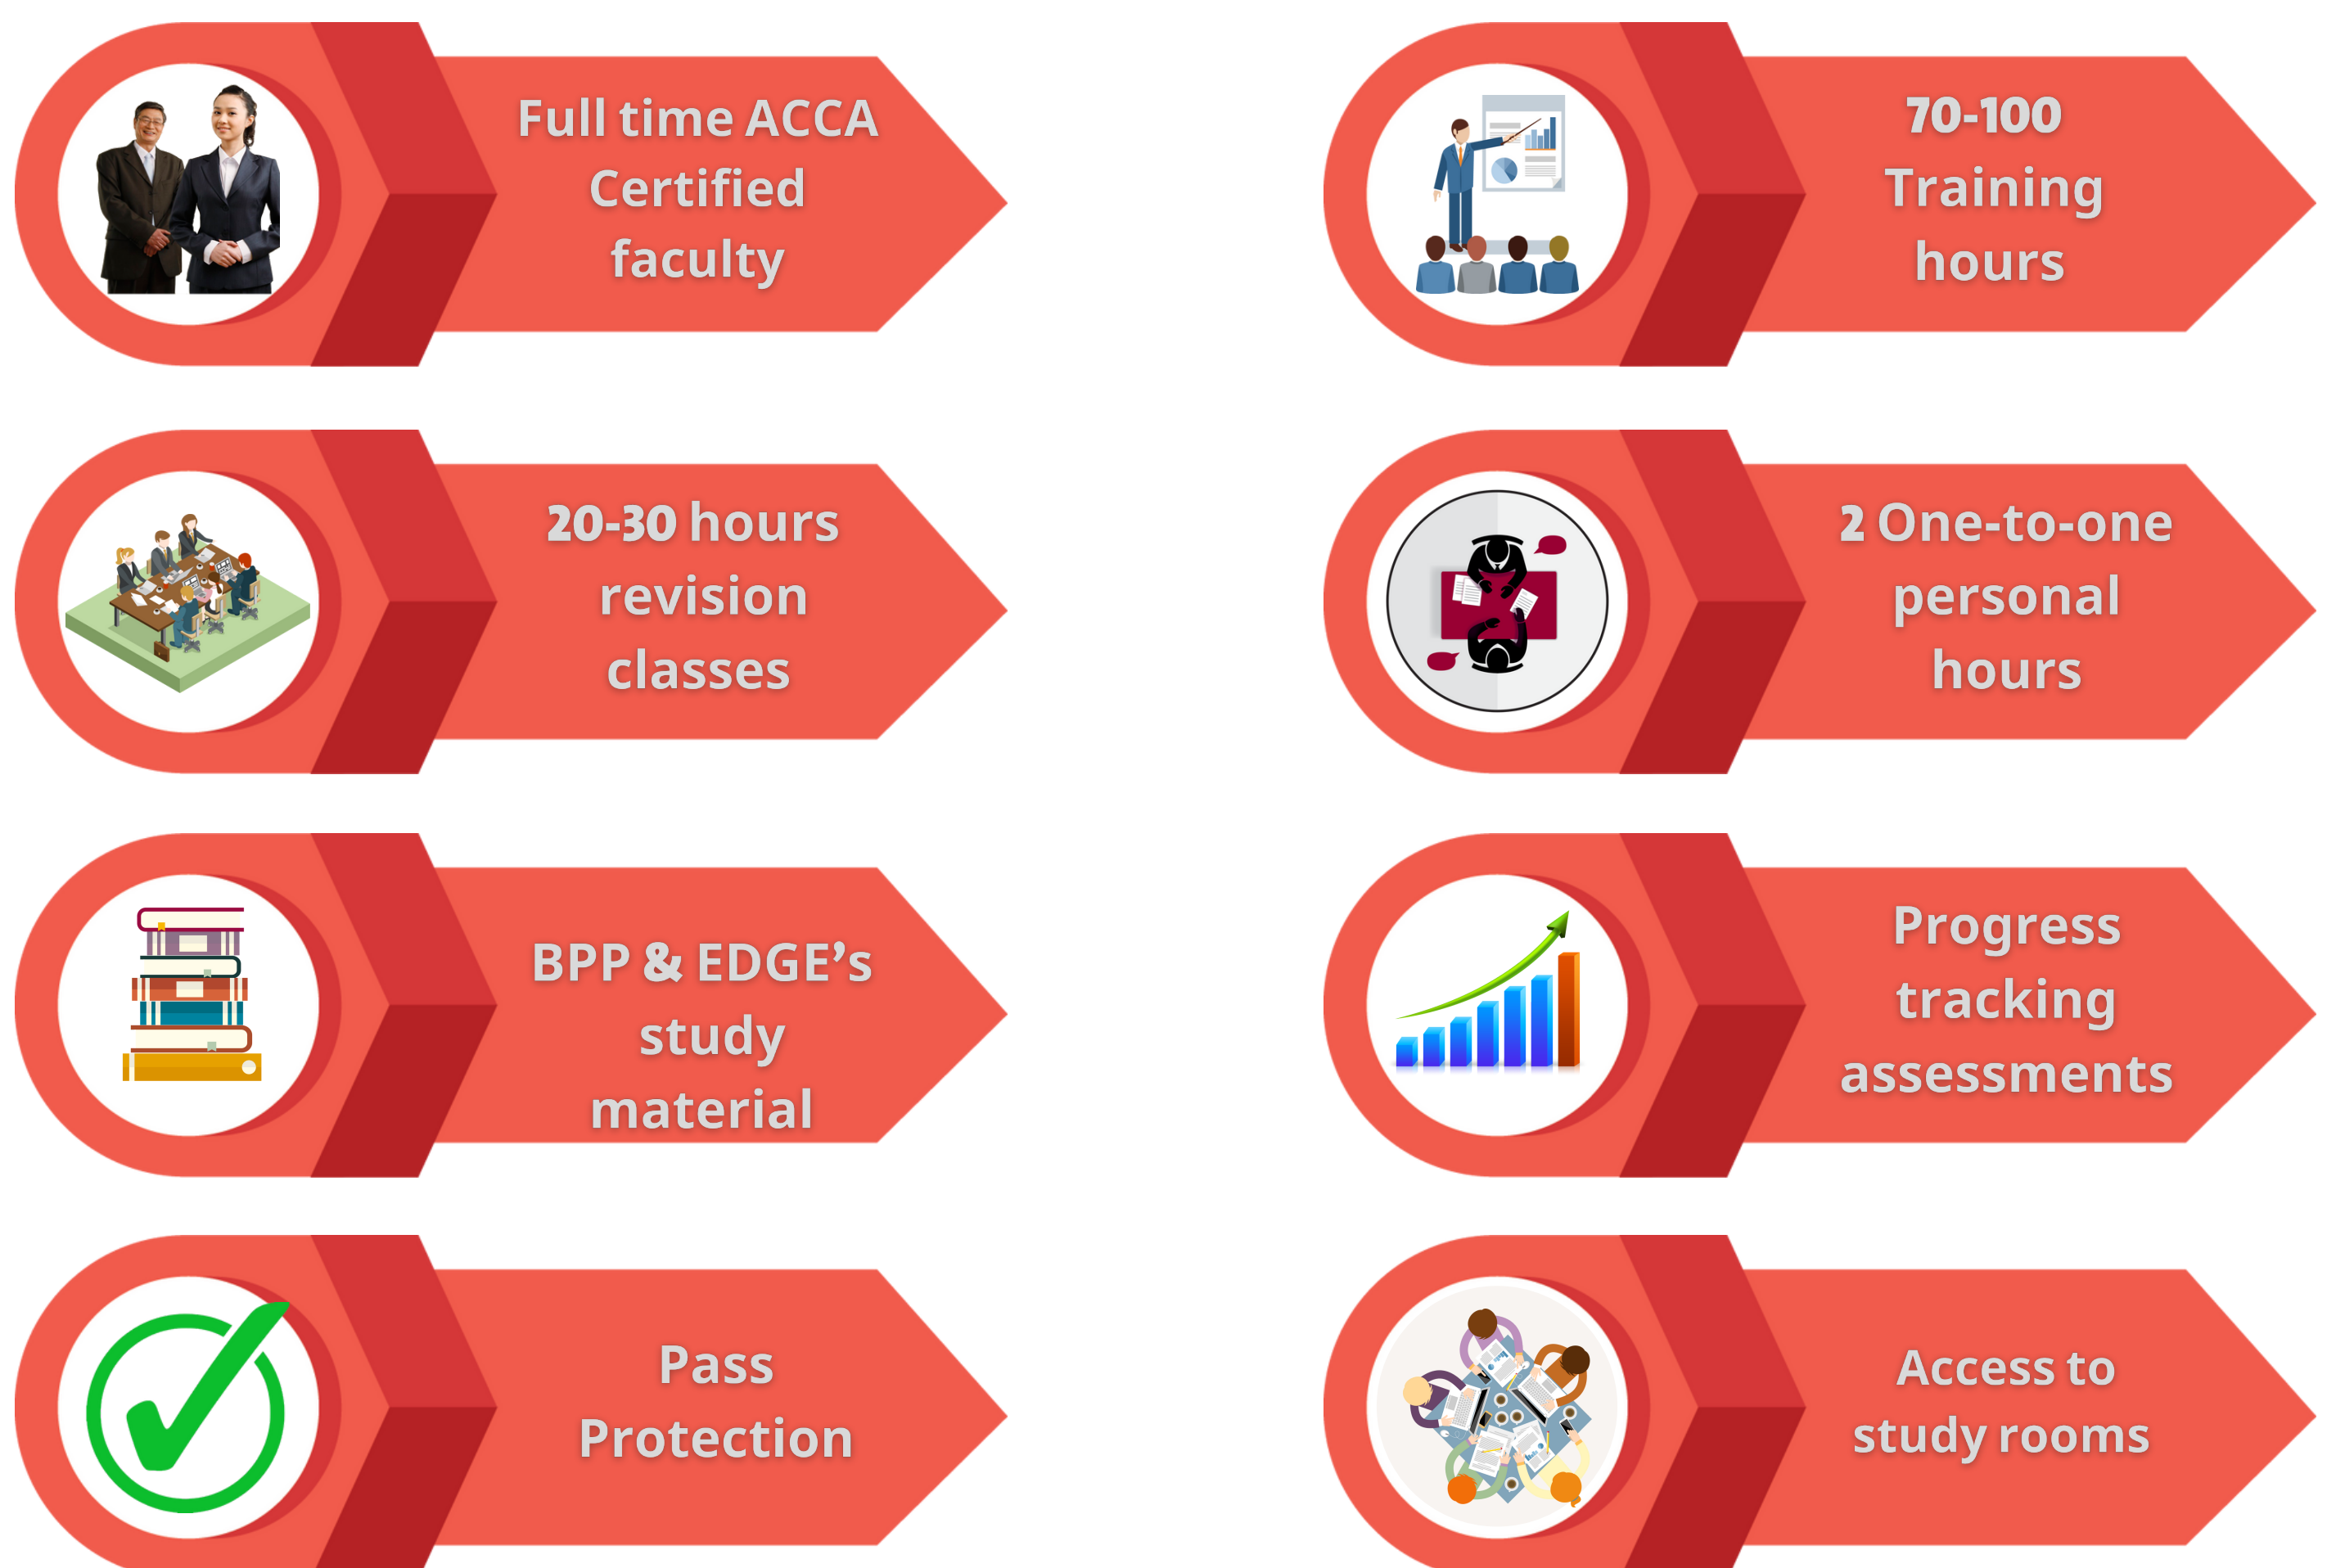 Full time ACCA
Certified
faculty
70-100
Training
hours
20-30 hours
revision
classes
2 One-to-one
personal
hours
BPP & EDGE’s
study
material
Progress
tracking
assessments
Pass
Protection
Access to
study rooms